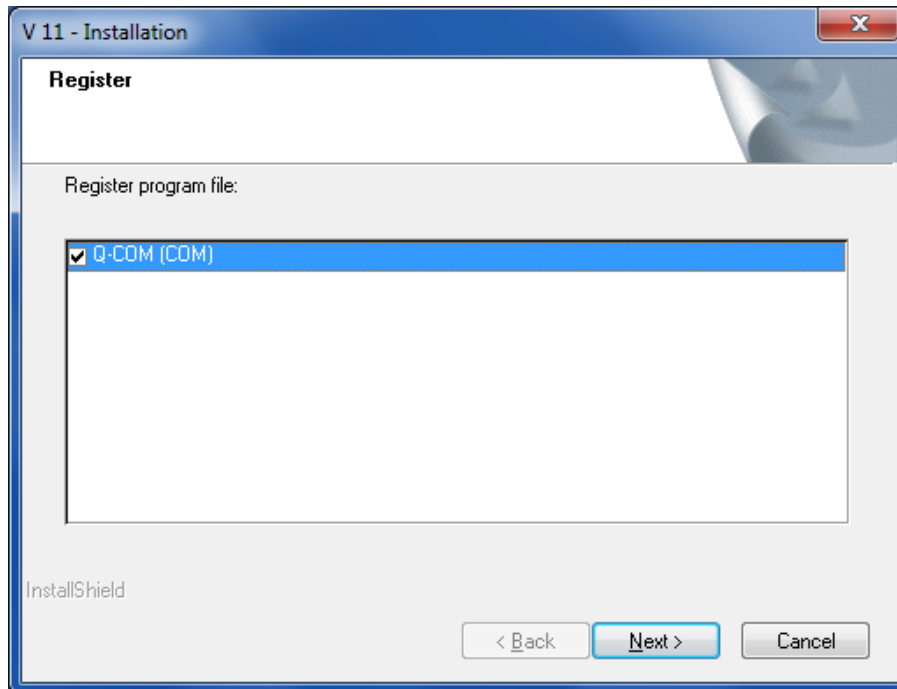 V 11 - Installation
Register
Register program file:
Q-COM (COM)
InstallShield
< Back
Next >
Cancel